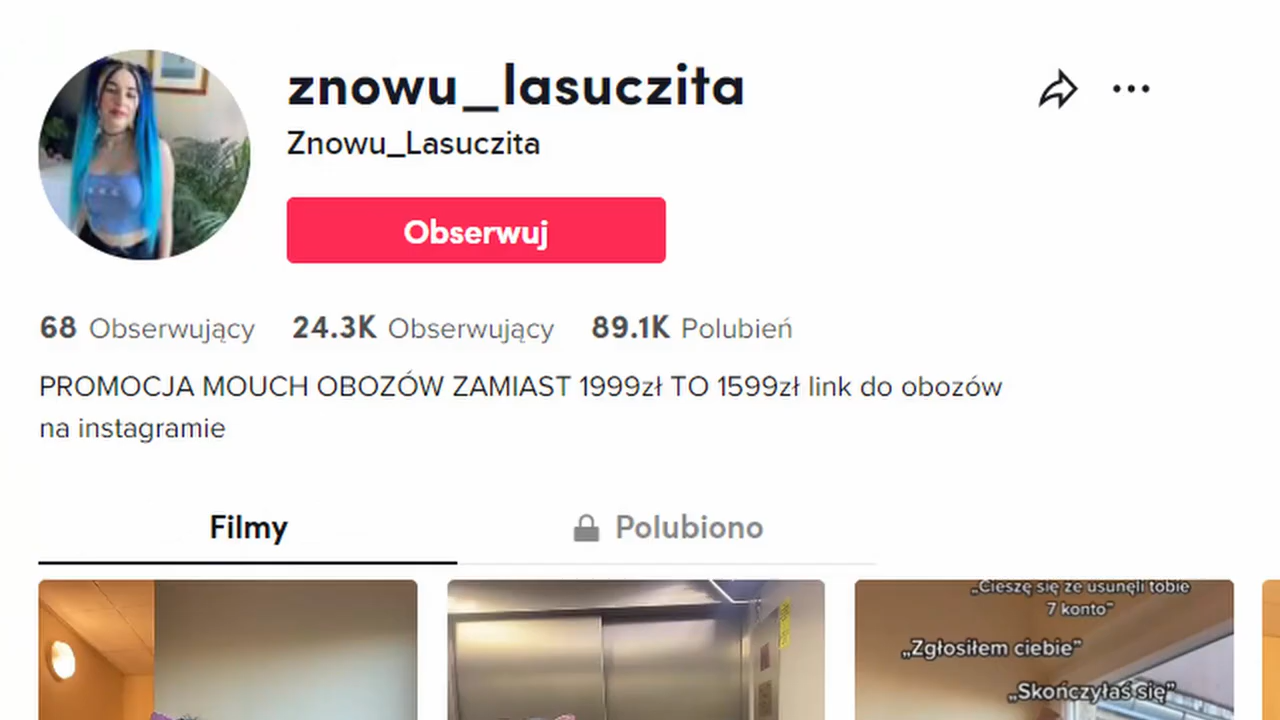 znowu_lasuczita
Znowu_Lasuczita
Obserwuj
68 Obserwujący 24.3K Obserwujący 89.1K Polubień
PROMOCJA MOUCH OBOZÓW ZAMIAST 1999zł TO 1599zł link do obozów
na instagramie
Filmy Polubiono
„Cieszę się ze usunęli tobie
7 konto”
„Zgłosiłem ciebie”
„Skończyłaś się”